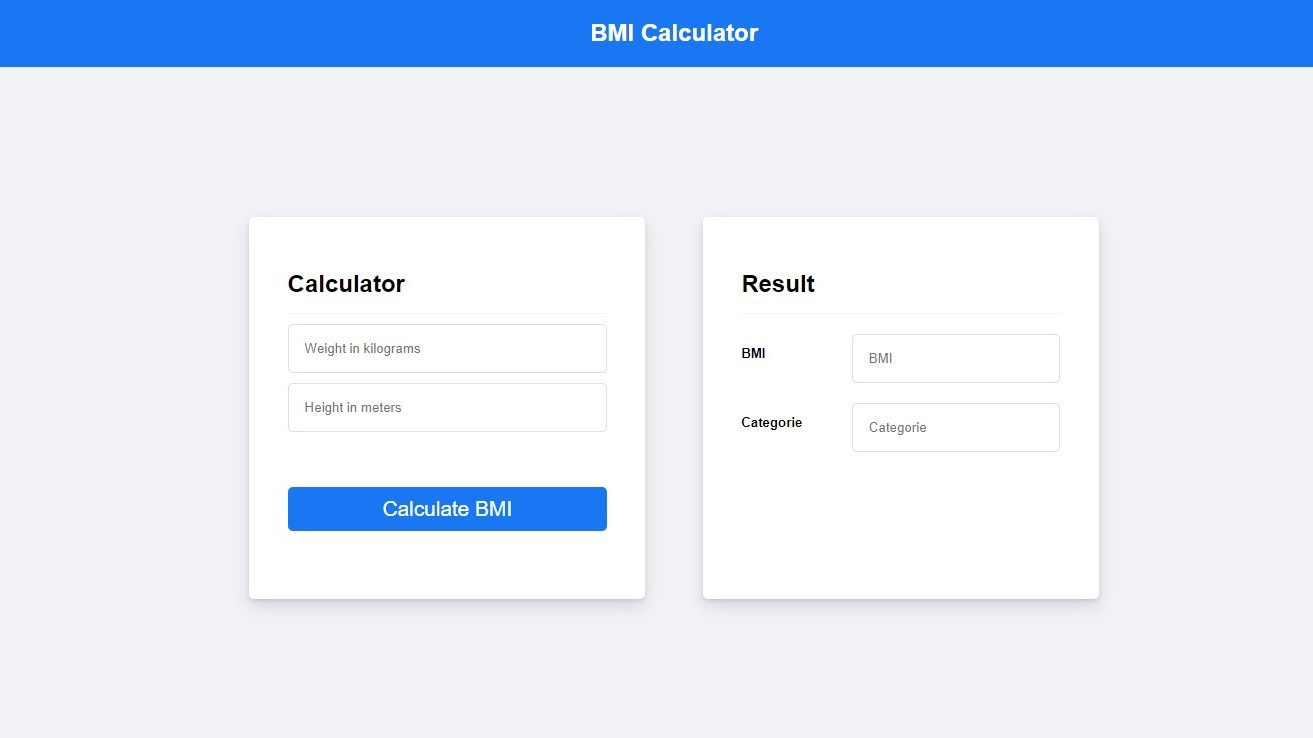 BMI Calculator
Calculator
Weight in kilograms
Height in meters
Calculate BMI
Result
BMI
BMI
Categorie
Categorie